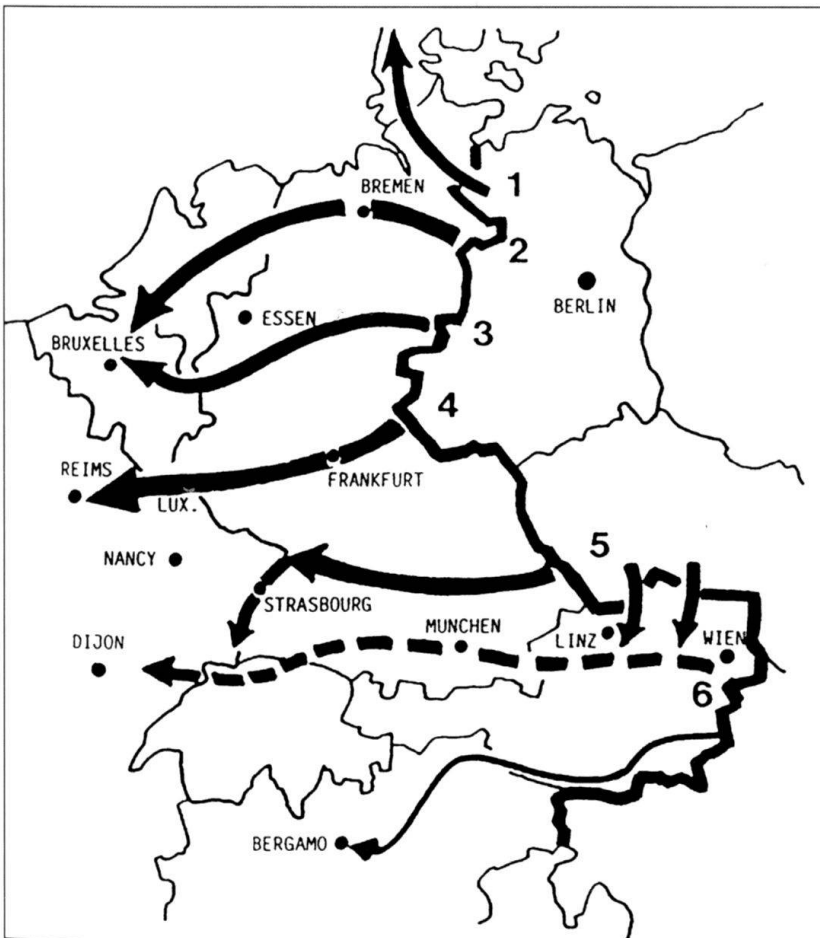 1
BREMEN
2
BERLIN
ESSEN
3
BRUXELLES
4
REIMS
FRANKFURT
LUX.
5
NANCY
STRASBOURG
MUNCHEN
LINZ
WIEN
DIJON
6
BERGAMO